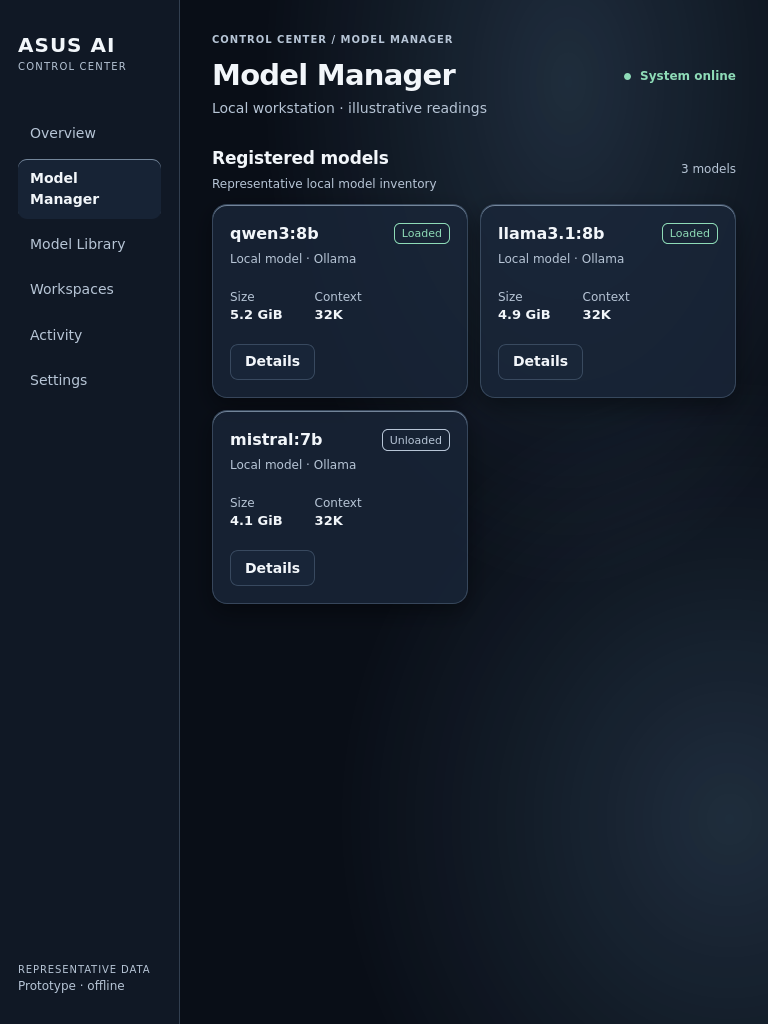 ASUS AI
CONTROL CENTER
Overview
Model
Manager
Model Library
Workspaces
Activity
Settings
REPRESENTATIVE DATA
Prototype · offline
CONTROL CENTER / MODEL MANAGER
Model Manager
System online
Local workstation · illustrative readings
Registered models
3 models
Representative local model inventory
qwen3:8b
Loaded
Local model · Ollama
Size Context
5.2 GiB 32K
Details
llama3.1:8b
Loaded
Local model · Ollama
Size Context
4.9 GiB 32K
Details
mistral:7b
Unloaded
Local model · Ollama
Size Context
4.1 GiB 32K
Details